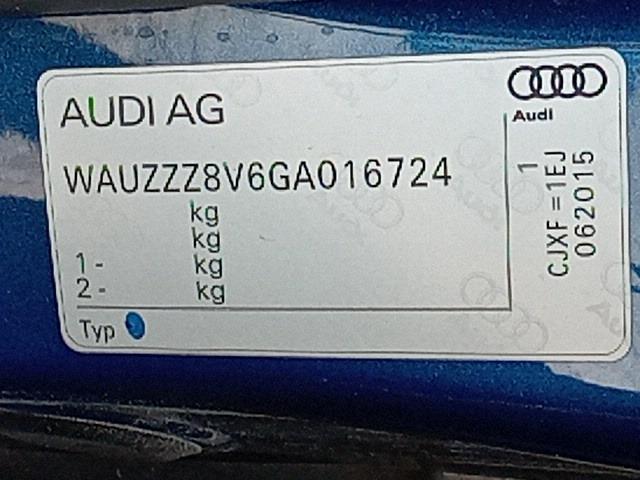 AUDI AG
Audi
WAUZZZ8V6GA016724
kg
kg
1- kg
2- kg
Typ
1
CJXF =1EJ
062015